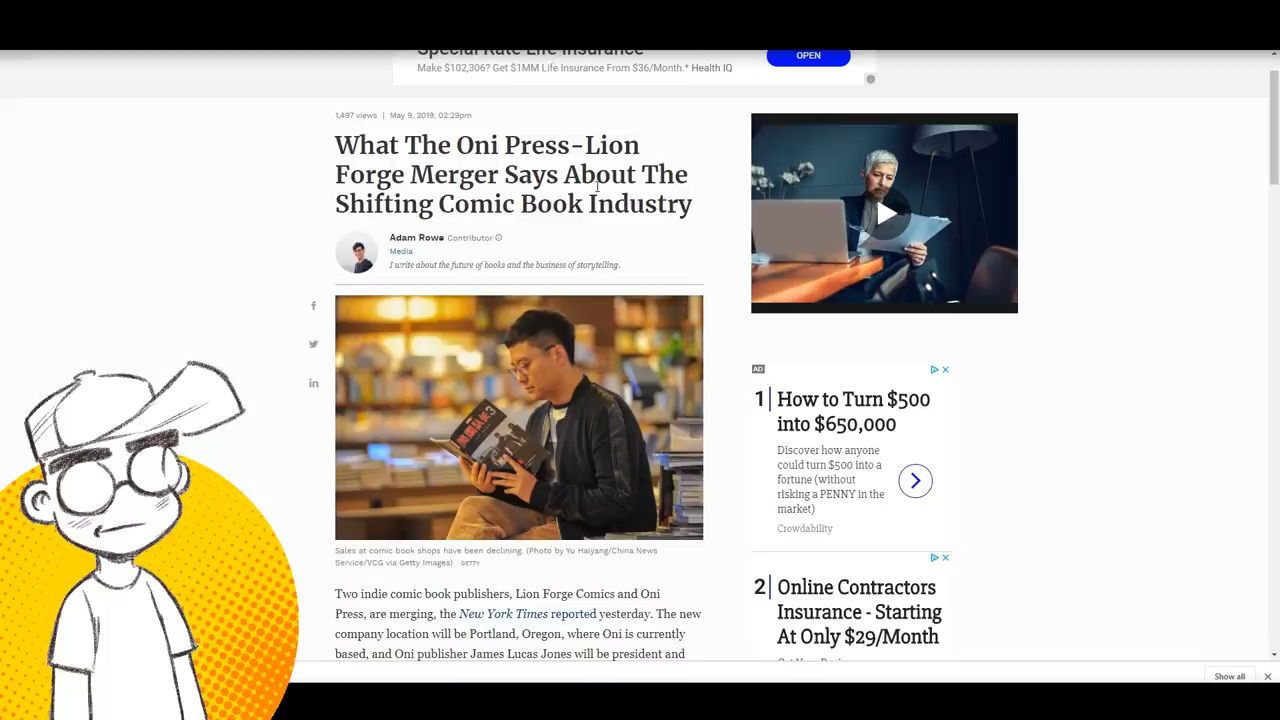 Special Rate Life Insurance
Make $102,306? Get $1MM Life Insurance From $36/Month.* Health IQ
OPEN
1,497 views | May 9, 2019, 02:29pm
What The Oni Press-Lion
Forge Merger Says About The
Shifting Comic Book Industry
Adam Rowe Contributor
Media
I write about the future of books and the business of storytelling.
Sales at comic book shops have been declining. (Photo by Yu Haiyang/China News
Service/VCG via Getty Images) GETTY
Two indie comic book publishers, Lion Forge Comics and Oni
Press, are merging, the New York Times reported yesterday. The new
company location will be Portland, Oregon, where Oni is currently
based, and Oni publisher James Lucas Jones will be president and
AD
1 How to Turn $500
into $650,000
Discover how anyone
could turn $500 into a
fortune (without
risking a PENNY in the
market)
Crowdability
2 Online Contractors
Insurance - Starting
At Only $29/Month
Show all